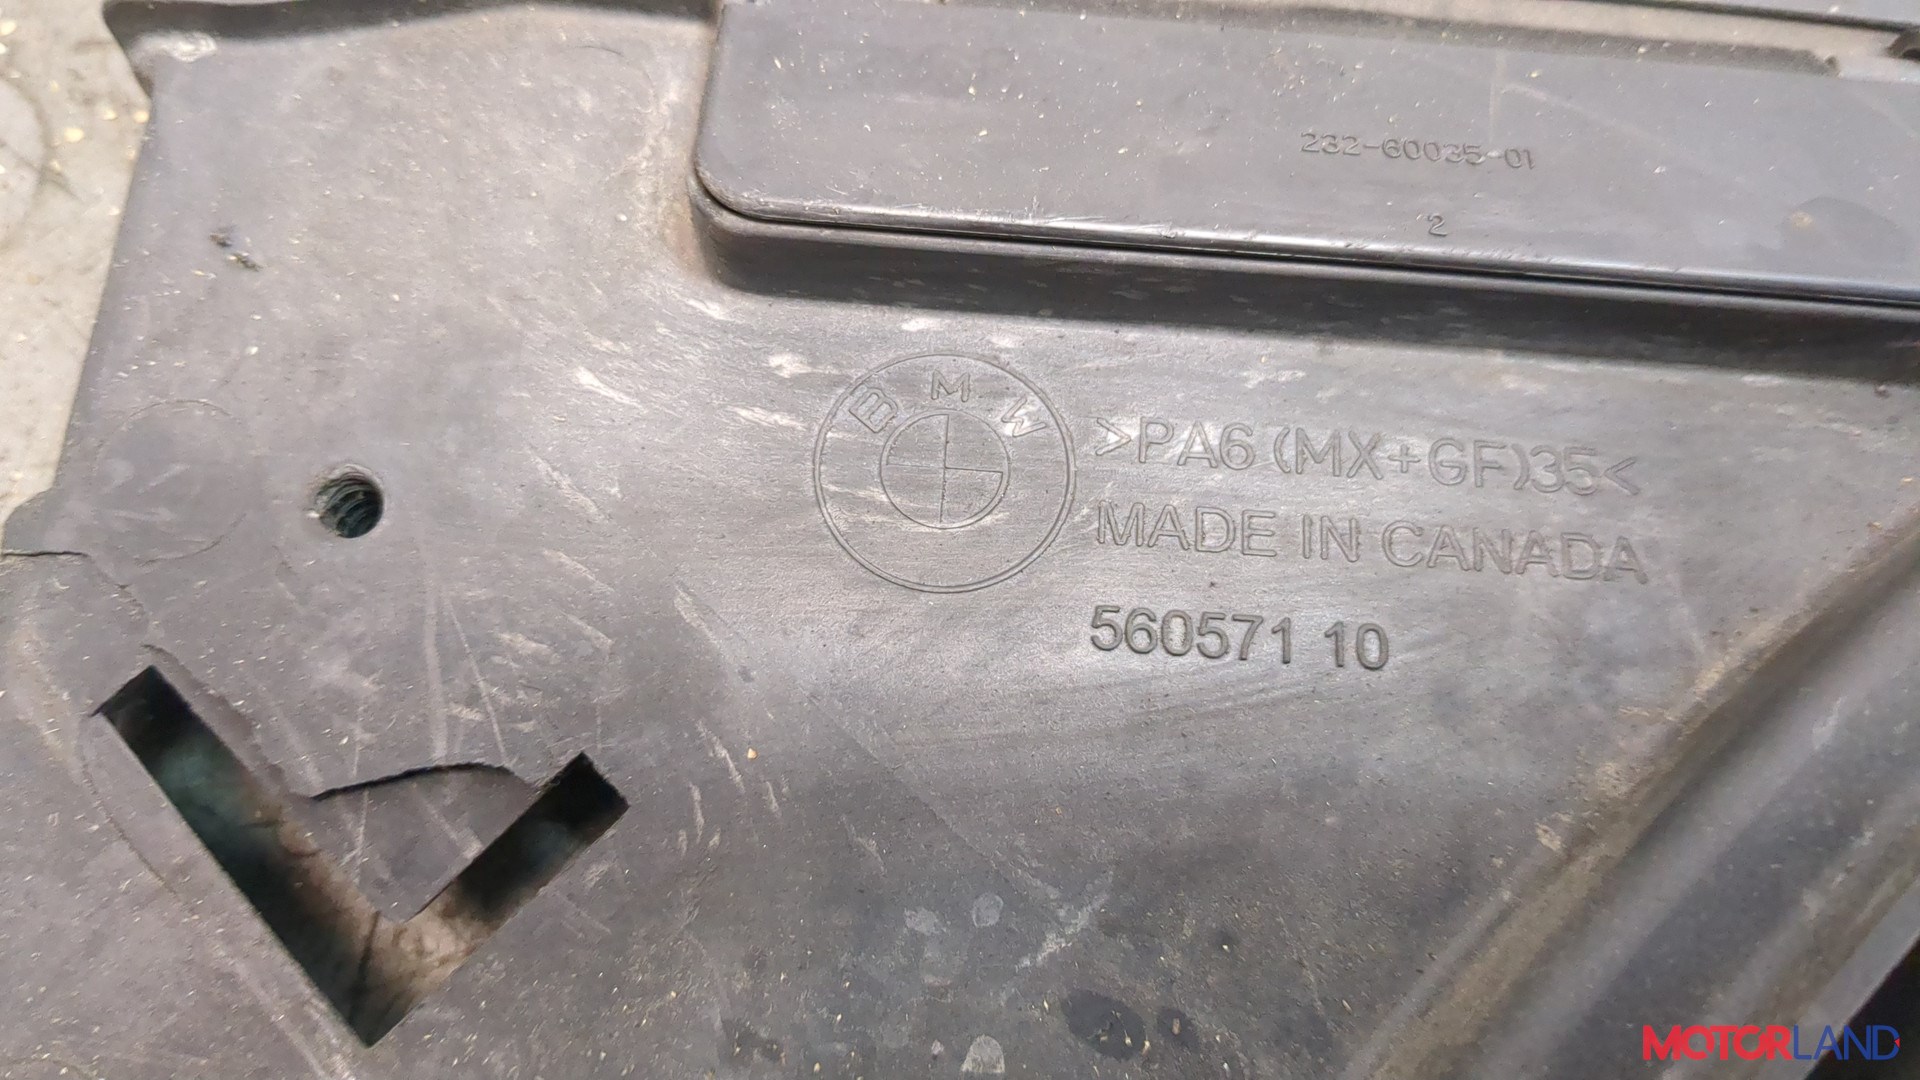 232-60035-01
2
BMW
>PA6 (MX+GF)35<
MADE IN CANADA
560571 10
MOTORLAND